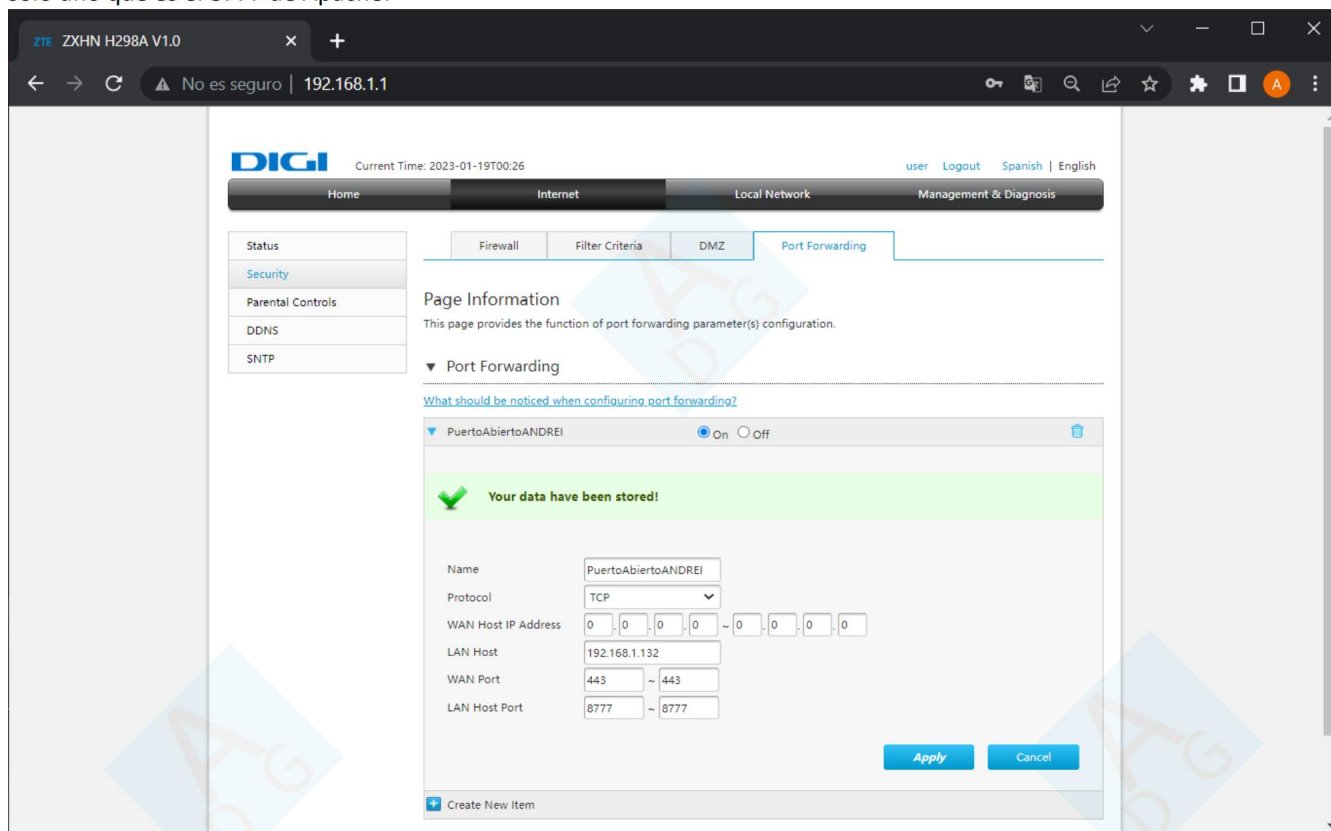 ZTE ZXHN H298A V1.0
No es seguro | 192.168.1.1
A
DIGI
Current Time: 2023-01-19T00:26
user Logout Spanish | English
Home Internet Local Network Management & Diagnosis
Status
Security
Parental Controls
DDNS
SNTP
Firewall Filter Criteria DMZ Port Forwarding
Page Information
This page provides the function of port forwarding parameter(s) configuration.
Port Forwarding
What should be noticed when configuring port forwarding?
PuertoAbiertoANDREI On Off
Your data have been stored!
Name PuertoAbiertoANDREI
Protocol TCP
WAN Host IP Address 0 . 0 . 0 . 0 ~ 0 . 0 . 0 . 0
LAN Host 192.168.1.132
WAN Port 443 ~ 443
LAN Host Port 8777 ~ 8777
Apply Cancel
Create New Item